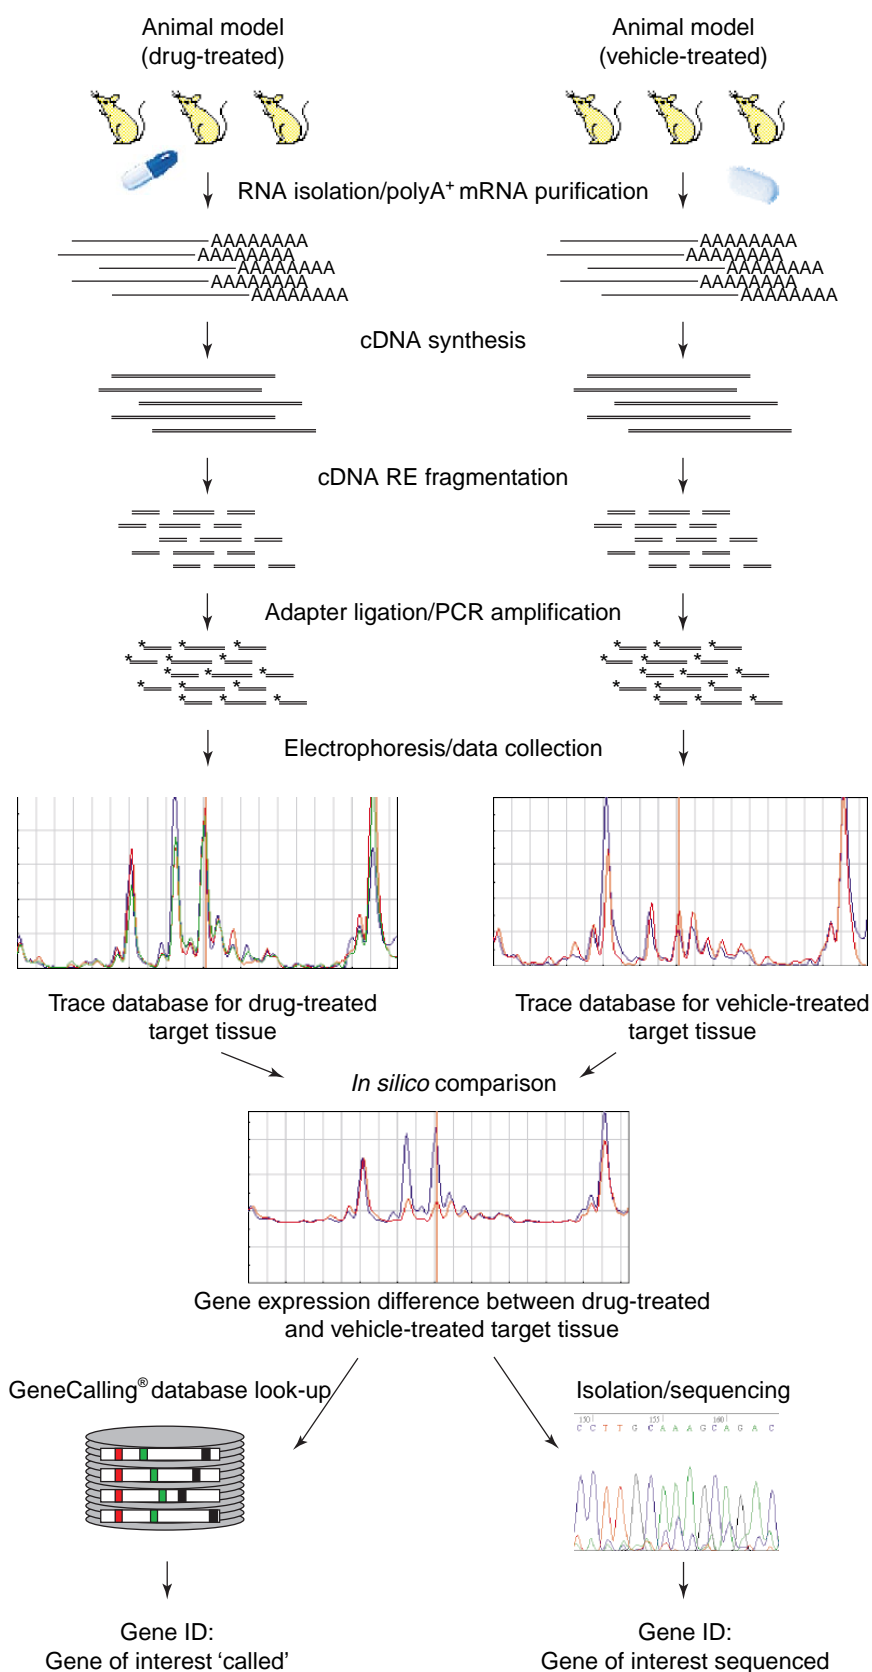 Animal model
(drug-treated)
Animal model
(vehicle-treated)
RNA isolation/polyA+ mRNA purification
AAAAAAAA
AAAAAAAA
AAAAAAAA
AAAAAAAA
AAAAAAAA
AAAAAAAA
AAAAAAAA
AAAAAAAA
AAAAAAAA
AAAAAAAA
cDNA synthesis
cDNA RE fragmentation
Adapter ligation/PCR amplification
* * *
* * *
* * *
* * *
* * *
* * *
* * *
* * *
* * *
* * *
Electrophoresis/data collection
Trace database for drug-treated
target tissue
Trace database for vehicle-treated
target tissue
In silico comparison
Gene expression difference between drug-treated
and vehicle-treated target tissue
GeneCalling® database look-up
Isolation/sequencing
150 155 160
C C T T G C A A A G C A G A C
Gene ID:
Gene of interest 'called'
Gene ID:
Gene of interest sequenced